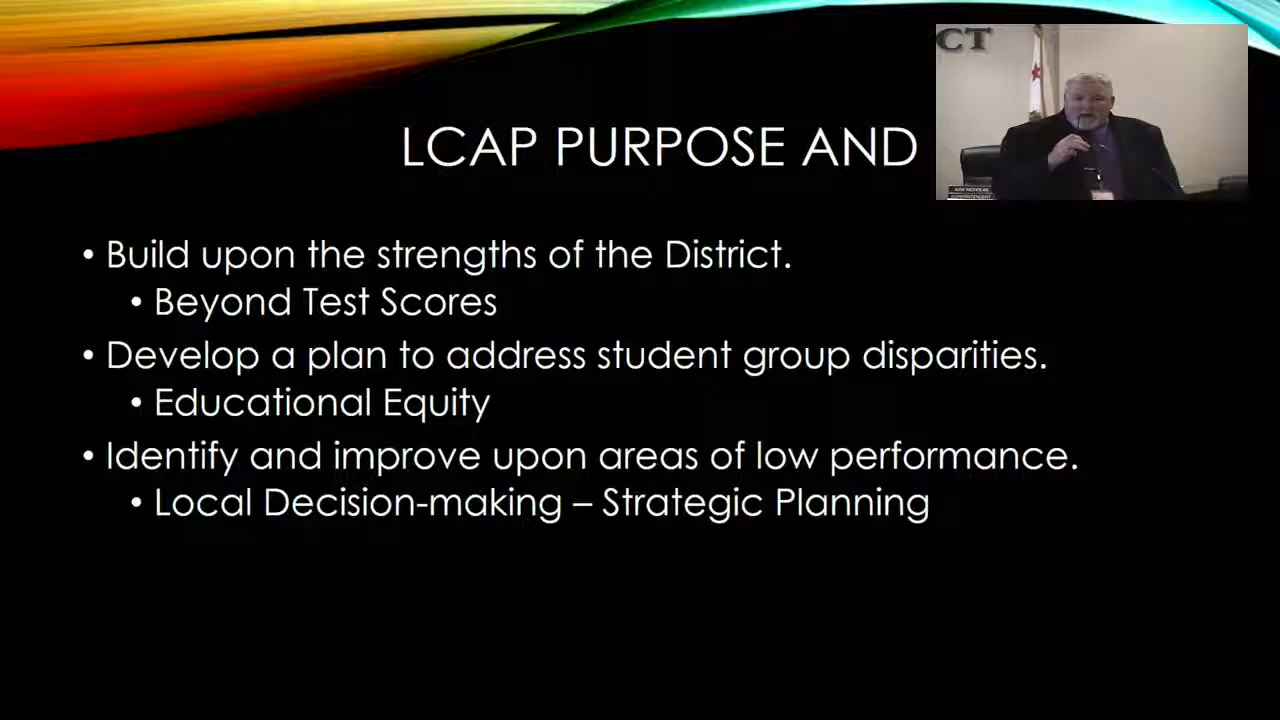 CT
LCAP PURPOSE AND
• Build upon the strengths of the District.
• Beyond Test Scores
• Develop a plan to address student group disparities.
• Educational Equity
• Identify and improve upon areas of low performance.
• Local Decision-making – Strategic Planning